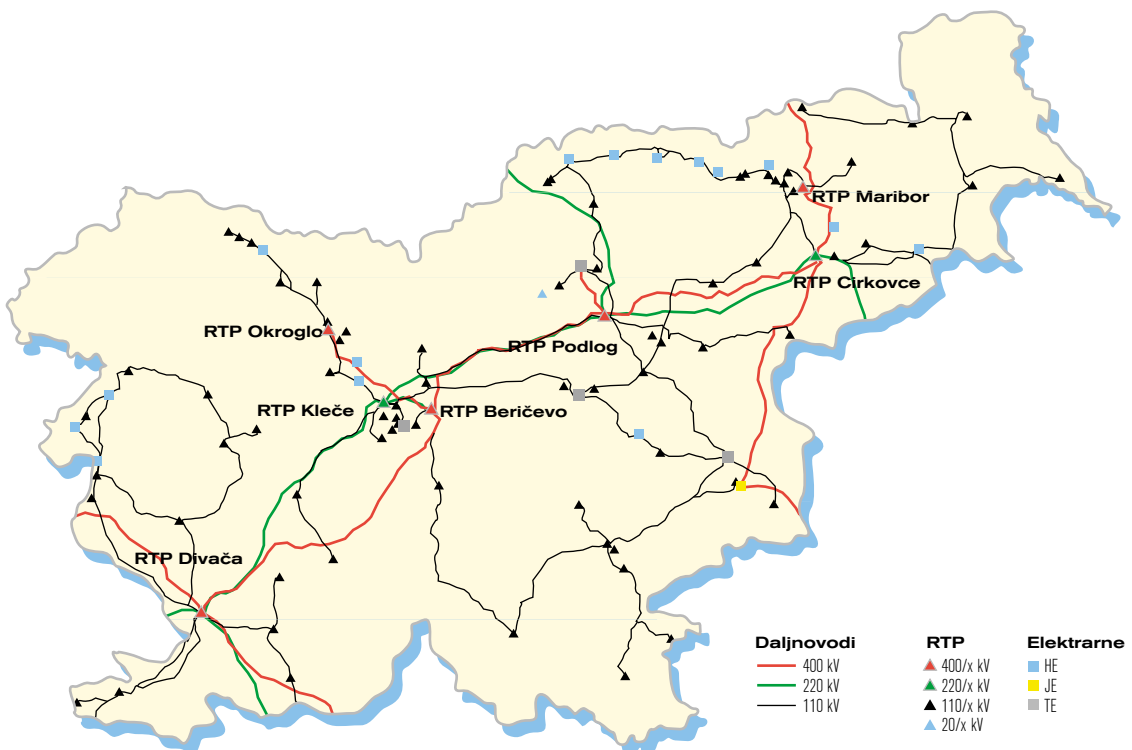 RTP Maribor
RTP Cirkovce
RTP Okroglo
RTP Podlog
RTP Kleče
RTP Beričevo
RTP Divača
Daljnovodi
400 kV
220 kV
110 kV
RTP
400/x kV
220/x kV
110/x kV
20/x kV
Elektrarne
HE
JE
TE